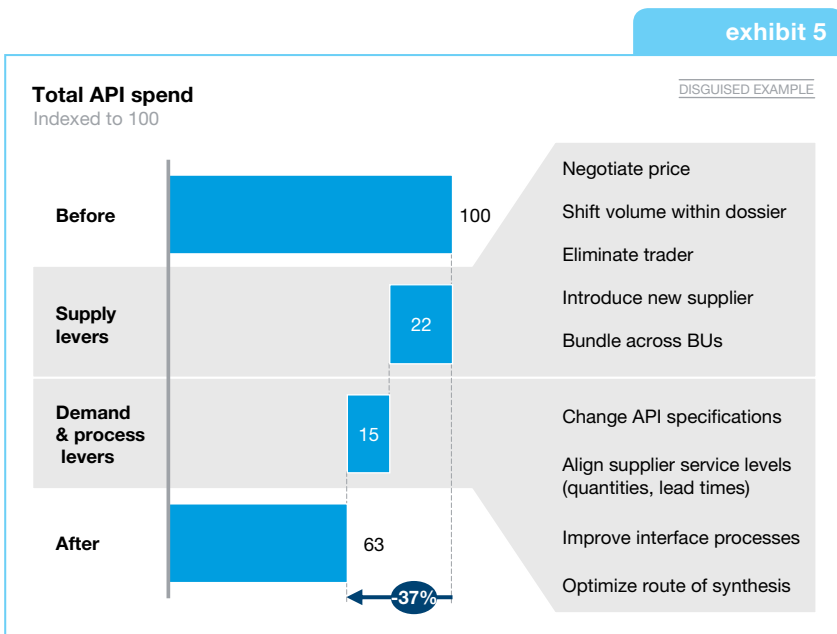 exhibit 5
Total API spend
Indexed to 100
DISGUISED EXAMPLE
Before
100
Supply
levers
22
Demand
& process
levers
15
After
63
-37%
Negotiate price
Shift volume within dossier
Eliminate trader
Introduce new supplier
Bundle across BUs
Change API specifications
Align supplier service levels
(quantities, lead times)
Improve interface processes
Optimize route of synthesis